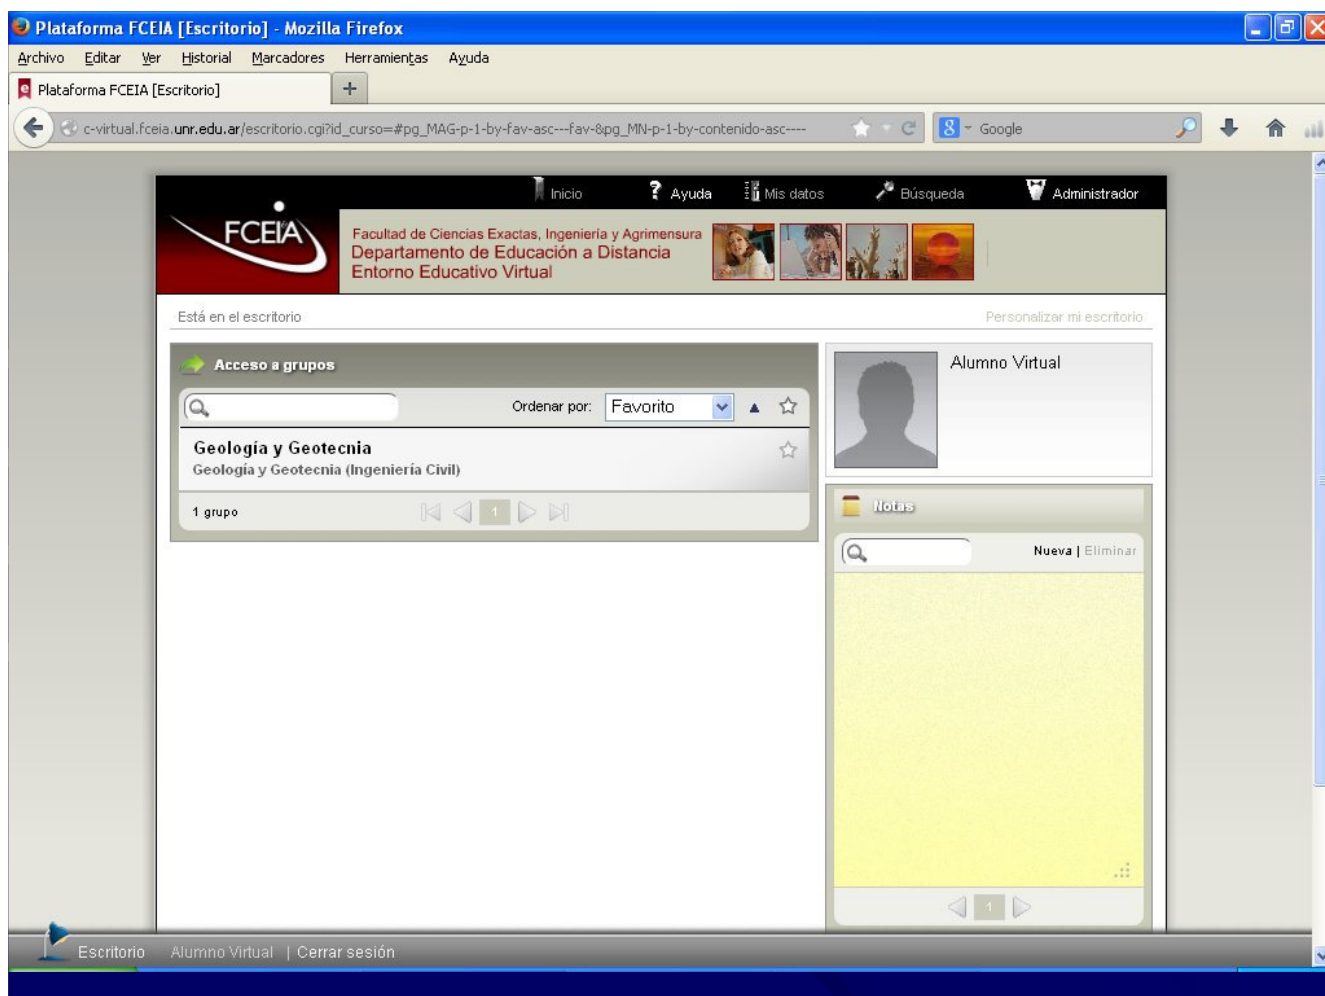 Plataforma FCEIA [Escritorio] - Mozilla Firefox
Archivo Editar Ver Historial Marcadores Herramientas Ayuda
Plataforma FCEIA [Escritorio]
c-virtual.fceia.unr.edu.ar/escritorio.cgi?id_curso=#pg_MAG-p-1-by-fav-asc---fav-&pg_MN-p-1-by-contenido-asc----
8 Google
Inicio ? Ayuda Mis datos Búsqueda Administrador
FCEIA
Facultad de Ciencias Exactas, Ingeniería y Agrimensura
Departamento de Educación a Distancia
Entorno Educativo Virtual
Está en el escritorio Personalizar mi escritorio
Acceso a grupos
Ordenar por: Favorito
Geología y Geotecnia
Geología y Geotecnia (Ingeniería Civil)
1 grupo 1
Alumno Virtual
Notas
Nueva | Eliminar
1
Escritorio Alumno Virtual | Cerrar sesión